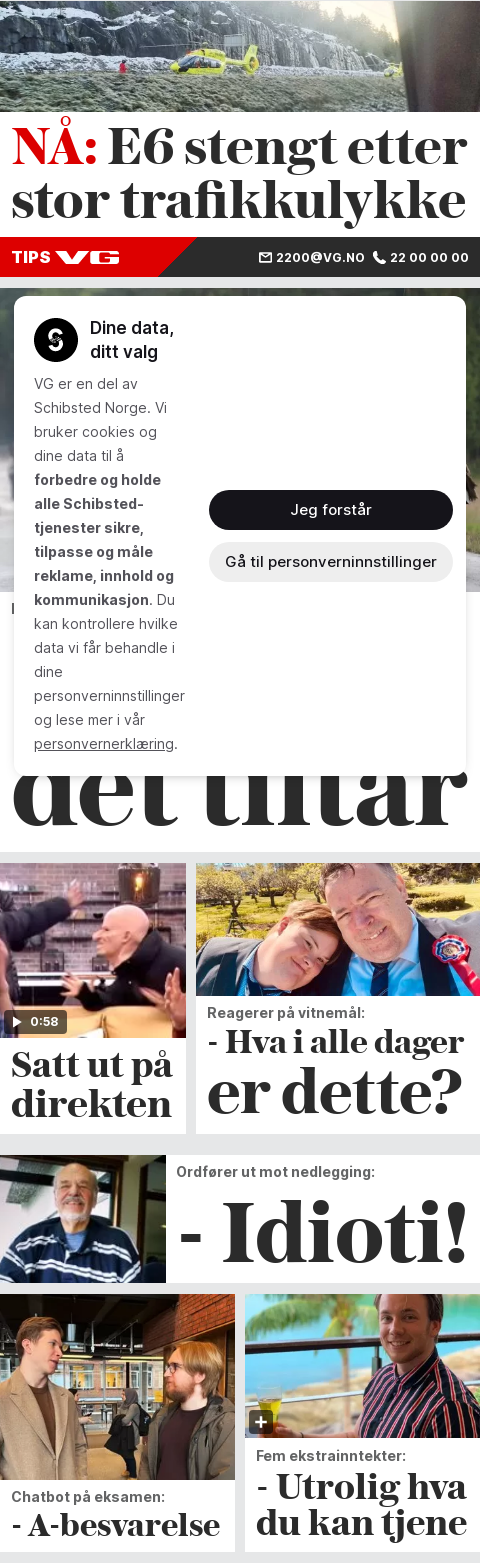 NÅ: E6 stengt etter
stor trafikkulykke
TIPS VG
2200@VG.NO 22 00 00 00
Dine data,
ditt valg
VG er en del av
Schibsted Norge. Vi
bruker cookies og
dine data til å
forbedre og holde
alle Schibsted-
tjenester sikre,
tilpasse og måle
reklame, innhold og
kommunikasjon. Du
kan kontrollere hvilke
data vi får behandle i
dine
personverninnstillinger
og lese mer i vår
personvernerklæring.
Jeg forstår
Gå til personverninnstillinger
det tiltar
0:58
Satt ut på
direkten
Reagerer på vitnemål:
- Hva i alle dager
er dette?
Ordfører ut mot nedlegging:
- Idioti!
Chatbot på eksamen:
- A-besvarelse
Fem ekstrainntekter:
- Utrolig hva
du kan tjene